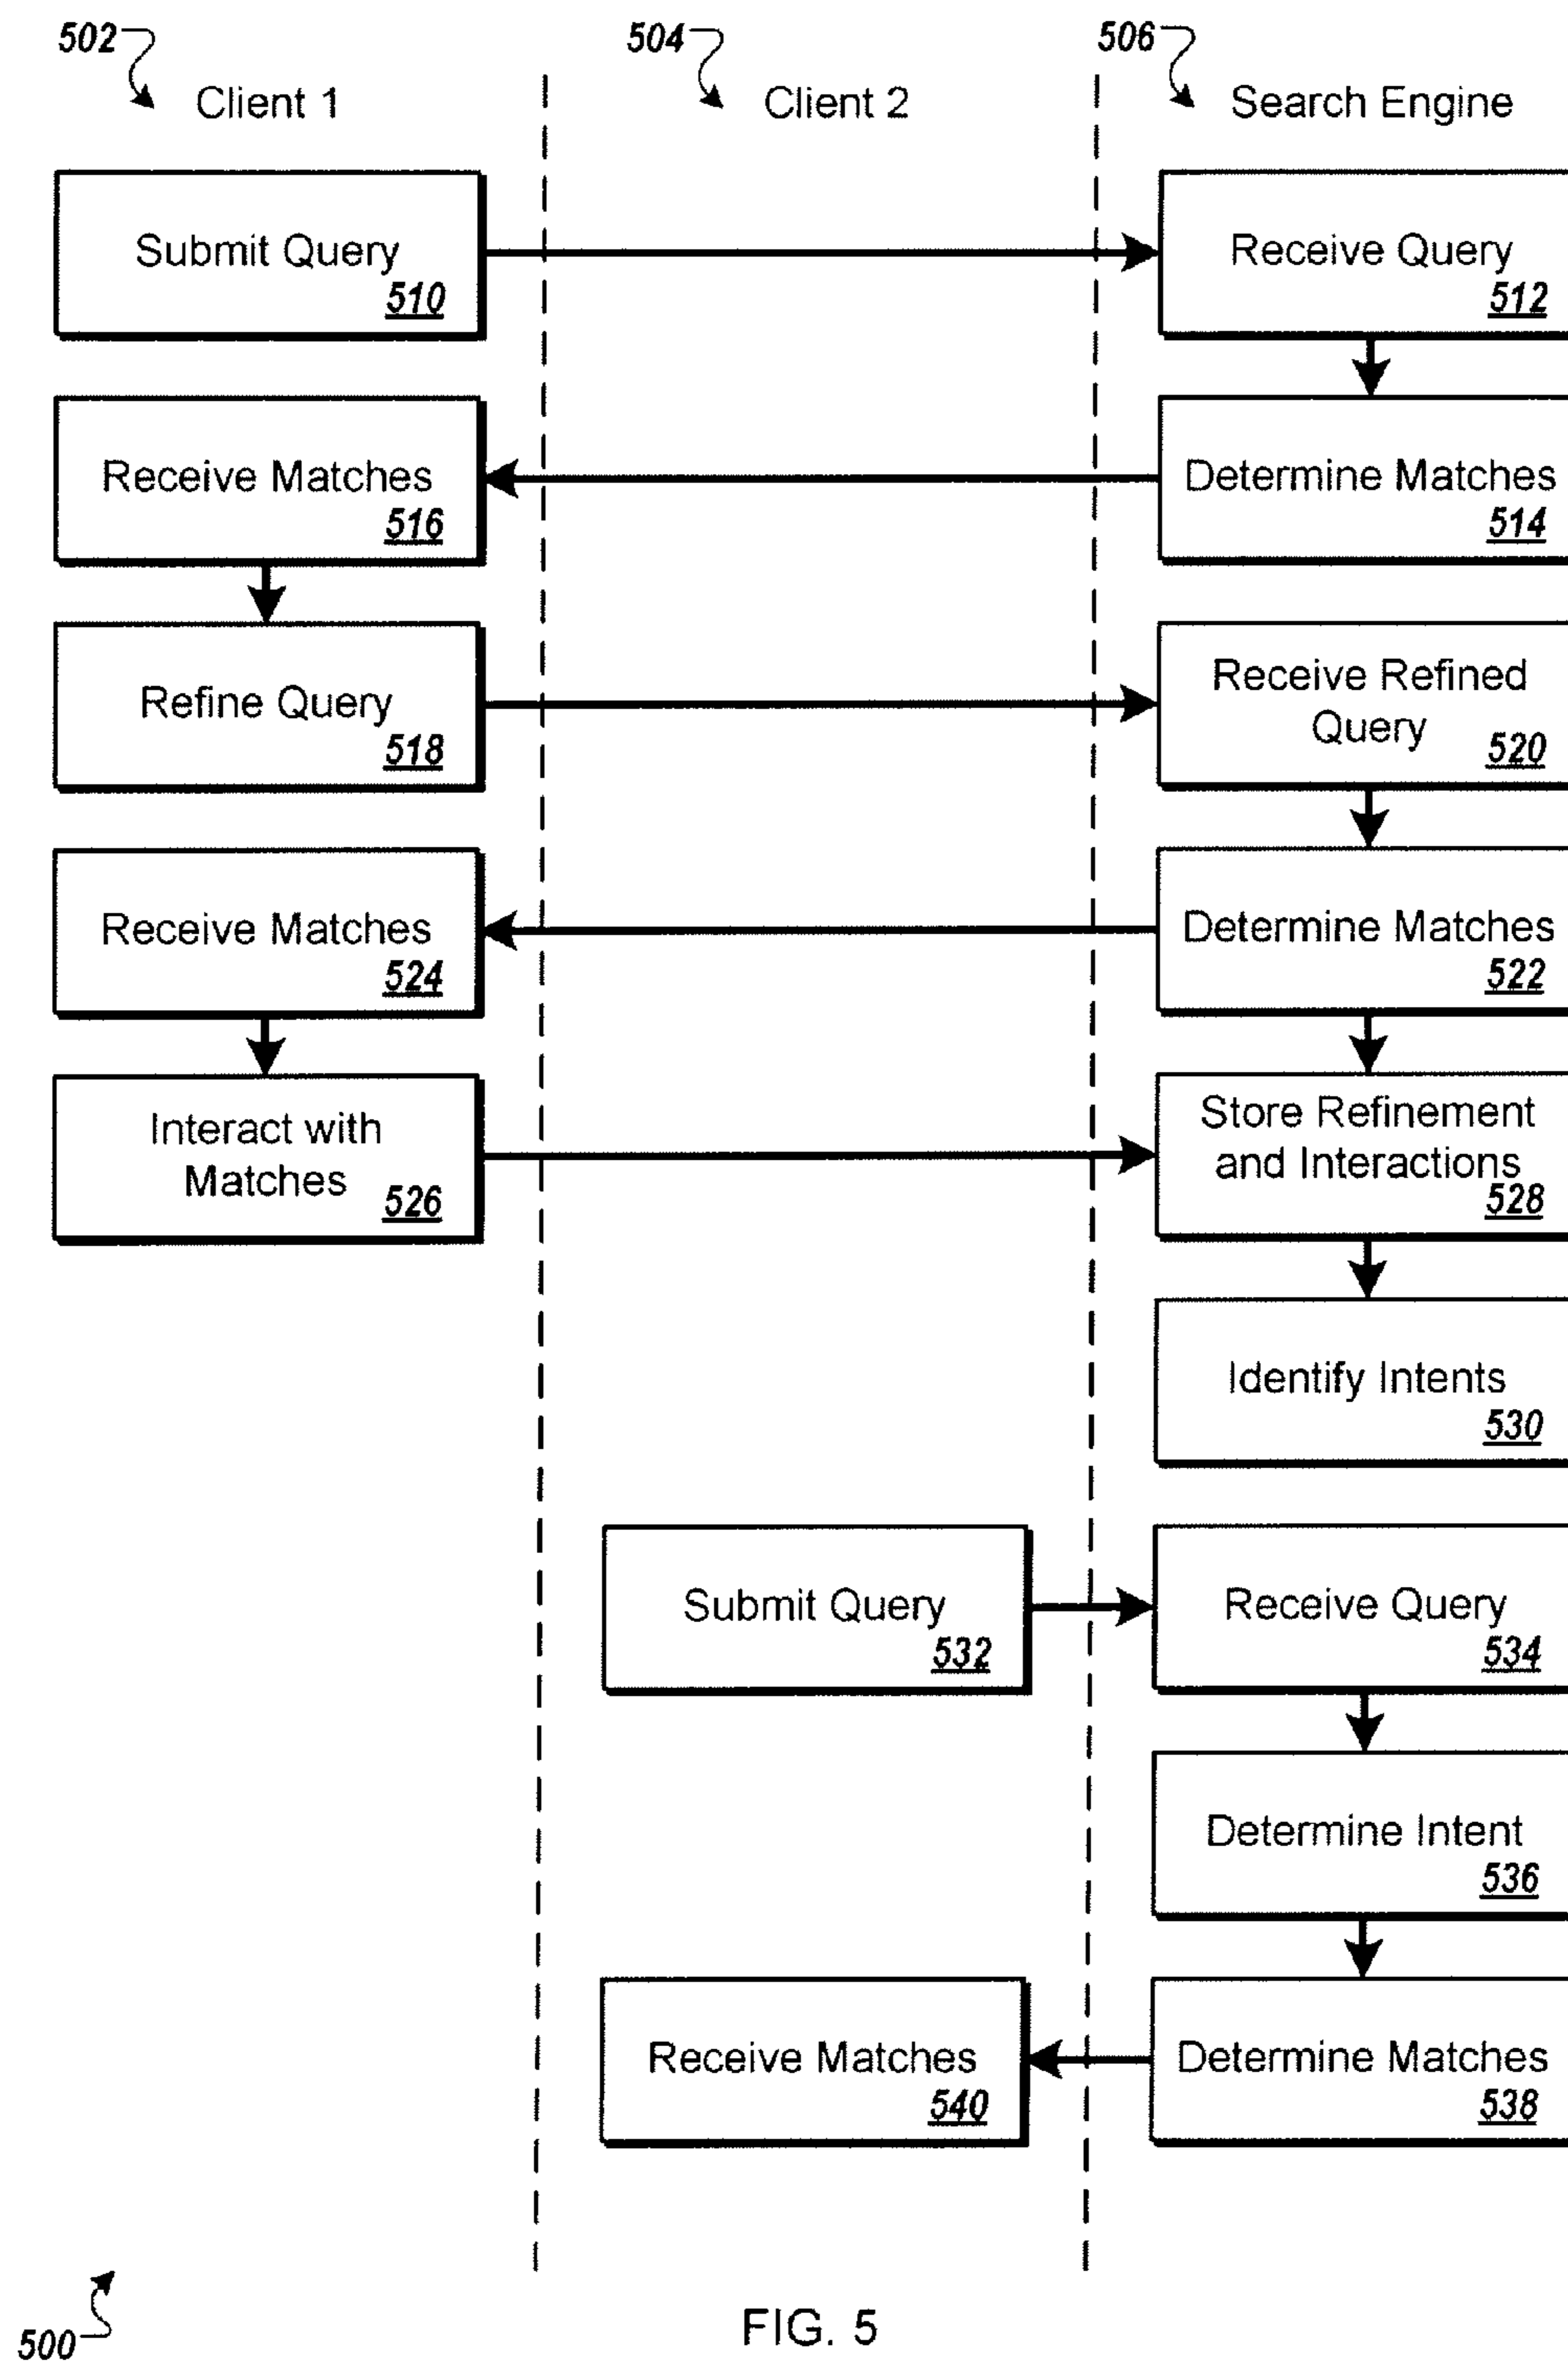 502
504
506
Client 1
Client 2
Search Engine
Submit Query
510
Receive Query
512
Receive Matches
516
Determine Matches
514
Refine Query
518
Receive Refined
Query
520
Receive Matches
524
Determine Matches
522
Interact with
Matches
526
Store Refinement
and Interactions
528
Identify Intents
530
Submit Query
532
Receive Query
534
Determine Intent
536
Receive Matches
540
Determine Matches
538
500
FIG. 5